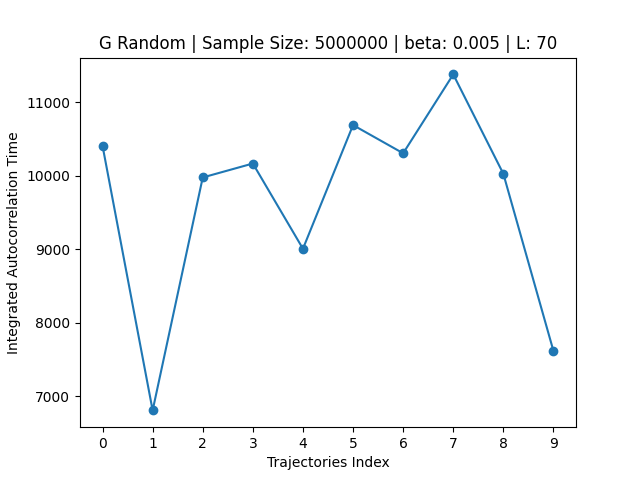 G Random | Sample Size: 5000000 | beta: 0.005 | L: 70
Integrated Autocorrelation Time
11000
10000
9000
8000
7000
0 1 2 3 4 5 6 7 8 9
Trajectories Index